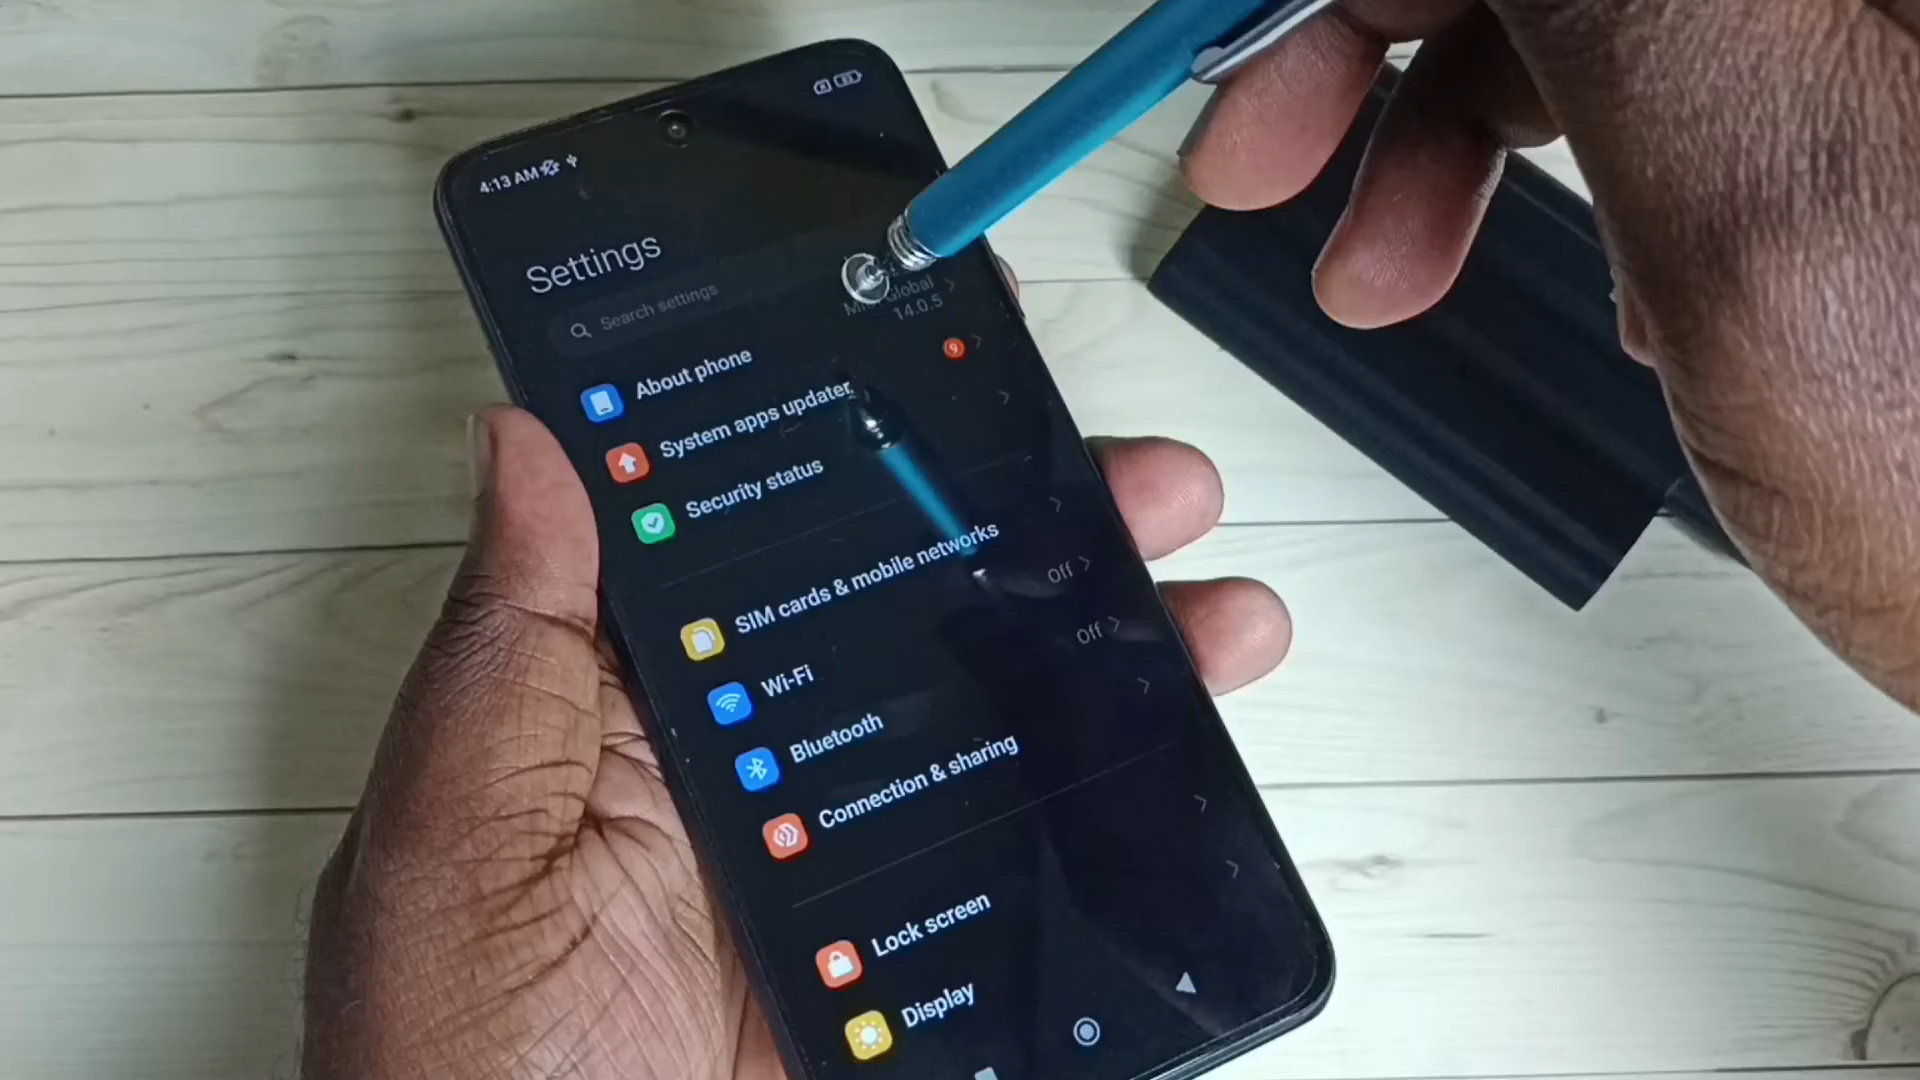 4:13 AM
Settings
Search settings
About phone
Global
14.0.5
System apps updater
9
Security status
SIM cards & mobile networks
Wi-Fi
Off
Bluetooth
Off
Connection & sharing
Lock screen
Display